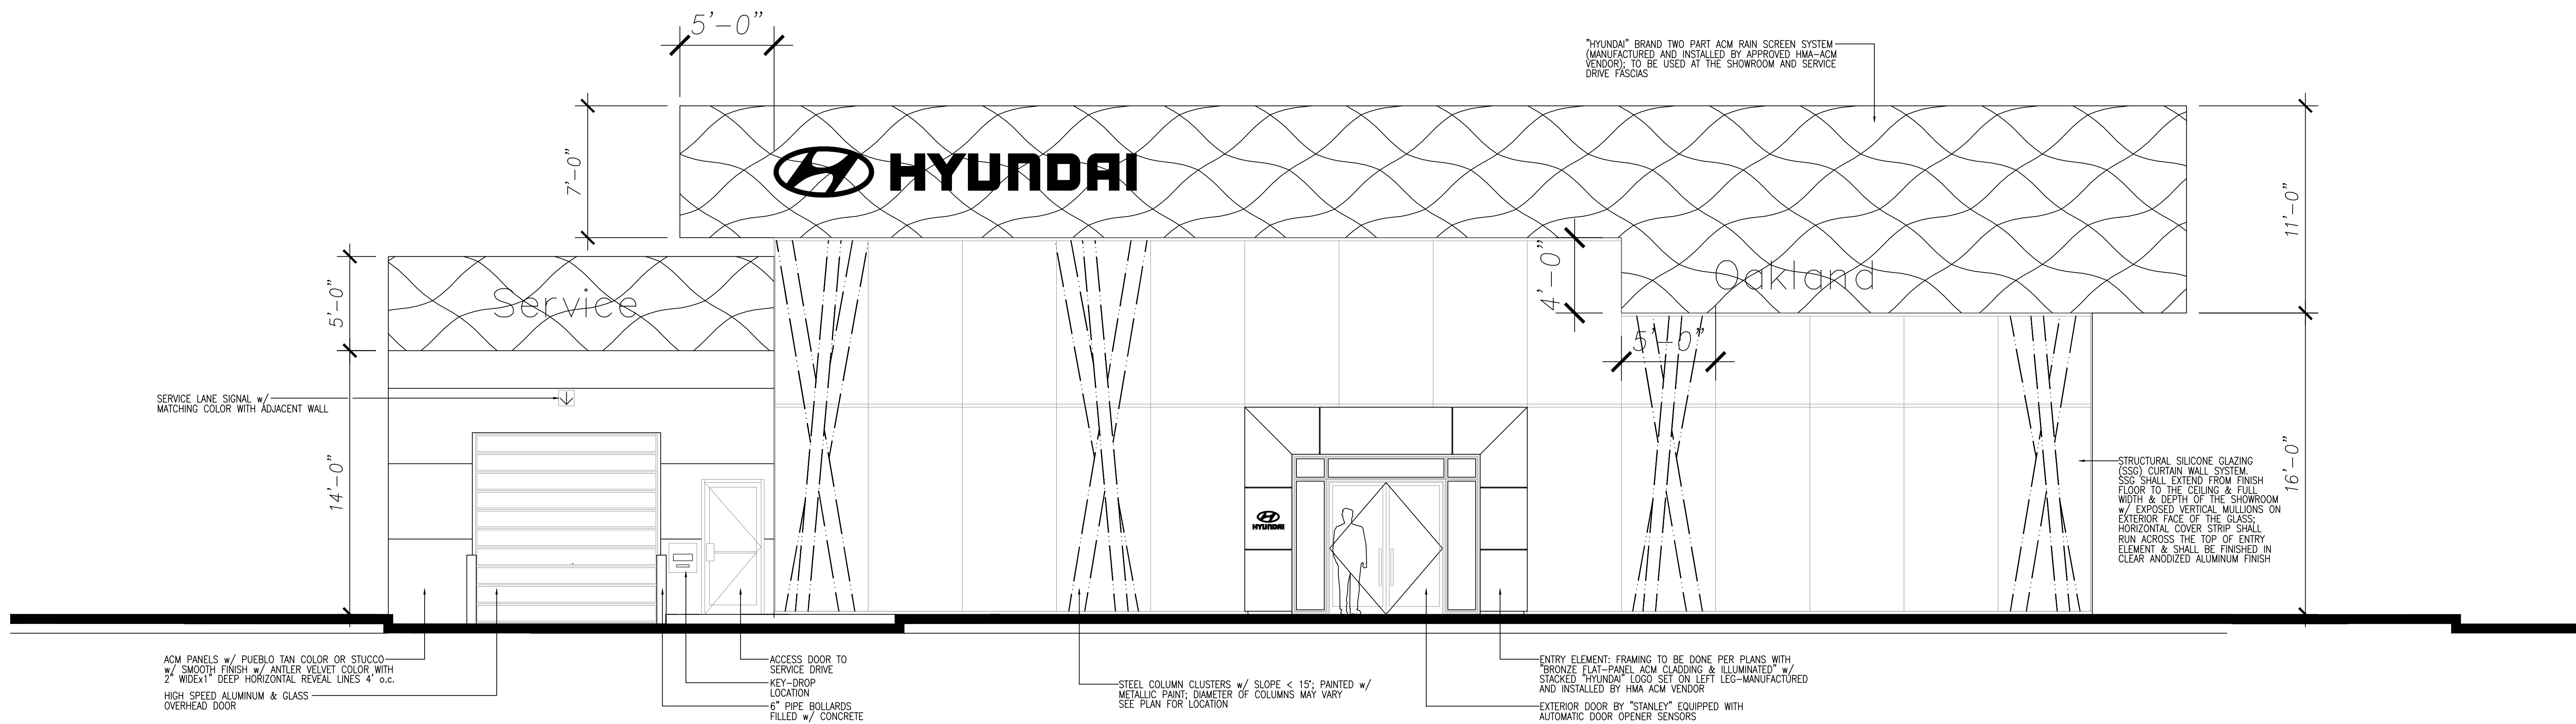 5'-0"
"HYUNDAI" BRAND TWO PART ACM RAIN SCREEN SYSTEM
(MANUFACTURED AND INSTALLED BY APPROVED HMA-ACM
VENDOR); TO BE USED AT THE SHOWROOM AND SERVICE
DRIVE FASCIAS
7'-0"
HYUNDAI
11'-0"
4'-0"
Oakland
5'-0"
Service
5'-0"
SERVICE LANE SIGNAL w/
MATCHING COLOR WITH ADJACENT WALL
14'-0"
16'-0"
STRUCTURAL SILICONE GLAZING
(SSG) CURTAIN WALL SYSTEM.
SSG SHALL EXTEND FROM FINISH
FLOOR TO THE CEILING & FULL
WIDTH & DEPTH OF THE SHOWROOM
w/ EXPOSED VERTICAL MULLIONS ON
EXTERIOR FACE OF THE GLASS;
HORIZONTAL COVER STRIP SHALL
RUN ACROSS THE TOP OF ENTRY
ELEMENT & SHALL BE FINISHED IN
CLEAR ANODIZED ALUMINUM FINISH
HYUNDAI
ACM PANELS w/ PUEBLO TAN COLOR OR STUCCO
w/ SMOOTH FINISH w/ ANTLER VELVET COLOR WITH
2" WIDEx1" DEEP HORIZONTAL REVEAL LINES 4' o.c.
HIGH SPEED ALUMINUM & GLASS
OVERHEAD DOOR
ACCESS DOOR TO
SERVICE DRIVE
KEY-DROP
LOCATION
6" PIPE BOLLARDS
FILLED w/ CONCRETE
STEEL COLUMN CLUSTERS w/ SLOPE < 15°; PAINTED w/
METALLIC PAINT; DIAMETER OF COLUMNS MAY VARY
SEE PLAN FOR LOCATION
ENTRY ELEMENT: FRAMING TO BE DONE PER PLANS WITH
"BRONZE FLAT-PANEL ACM CLADDING & ILLUMINATED" w/
STACKED "HYUNDAI" LOGO SET ON LEFT LEG-MANUFACTURED
AND INSTALLED BY HMA ACM VENDOR
EXTERIOR DOOR BY "STANLEY" EQUIPPED WITH
AUTOMATIC DOOR OPENER SENSORS